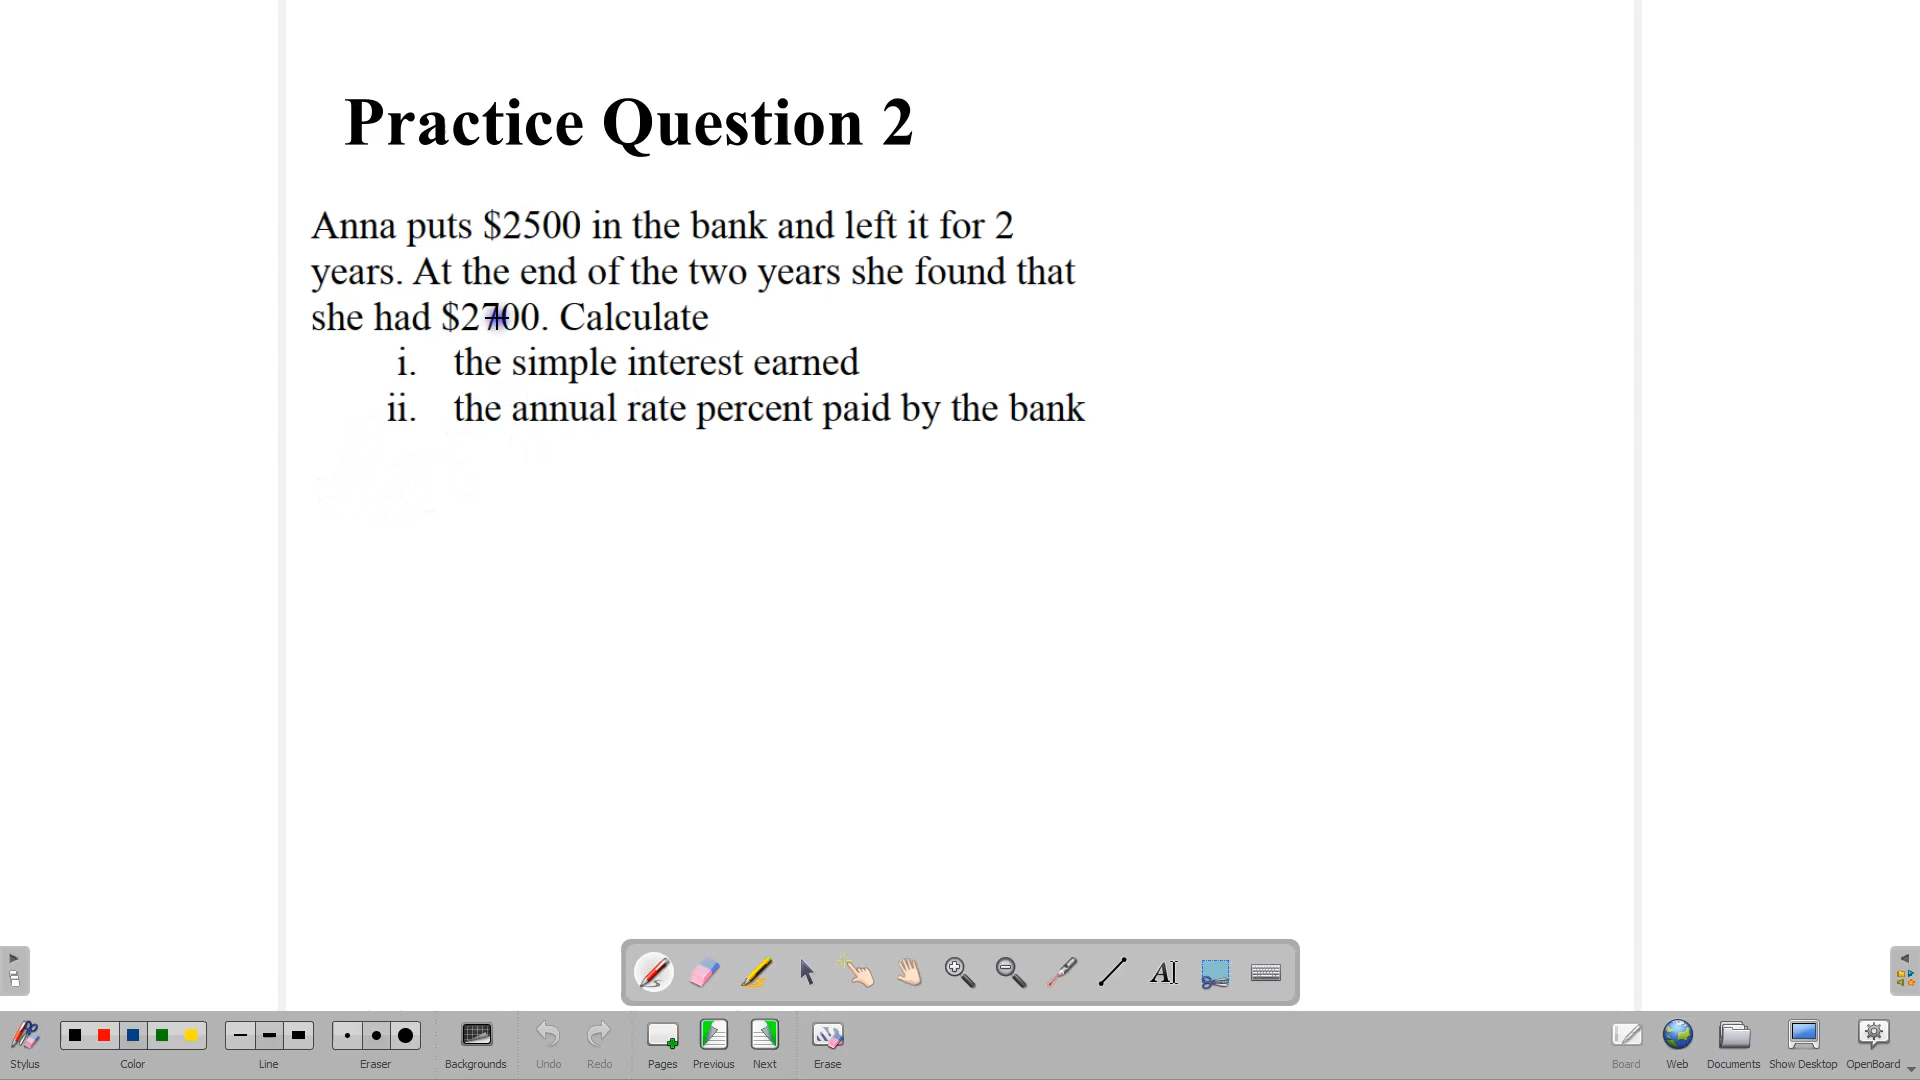 Practice Question 2
Anna puts $2500 in the bank and left it for 2
years. At the end of the two years she found that
she had $2700. Calculate
i. the simple interest earned
ii. the annual rate percent paid by the bank
Stylus Color Line Eraser Backgrounds Undo Redo Pages Previous Next Erase Board Web Documents Show Desktop OpenBoard